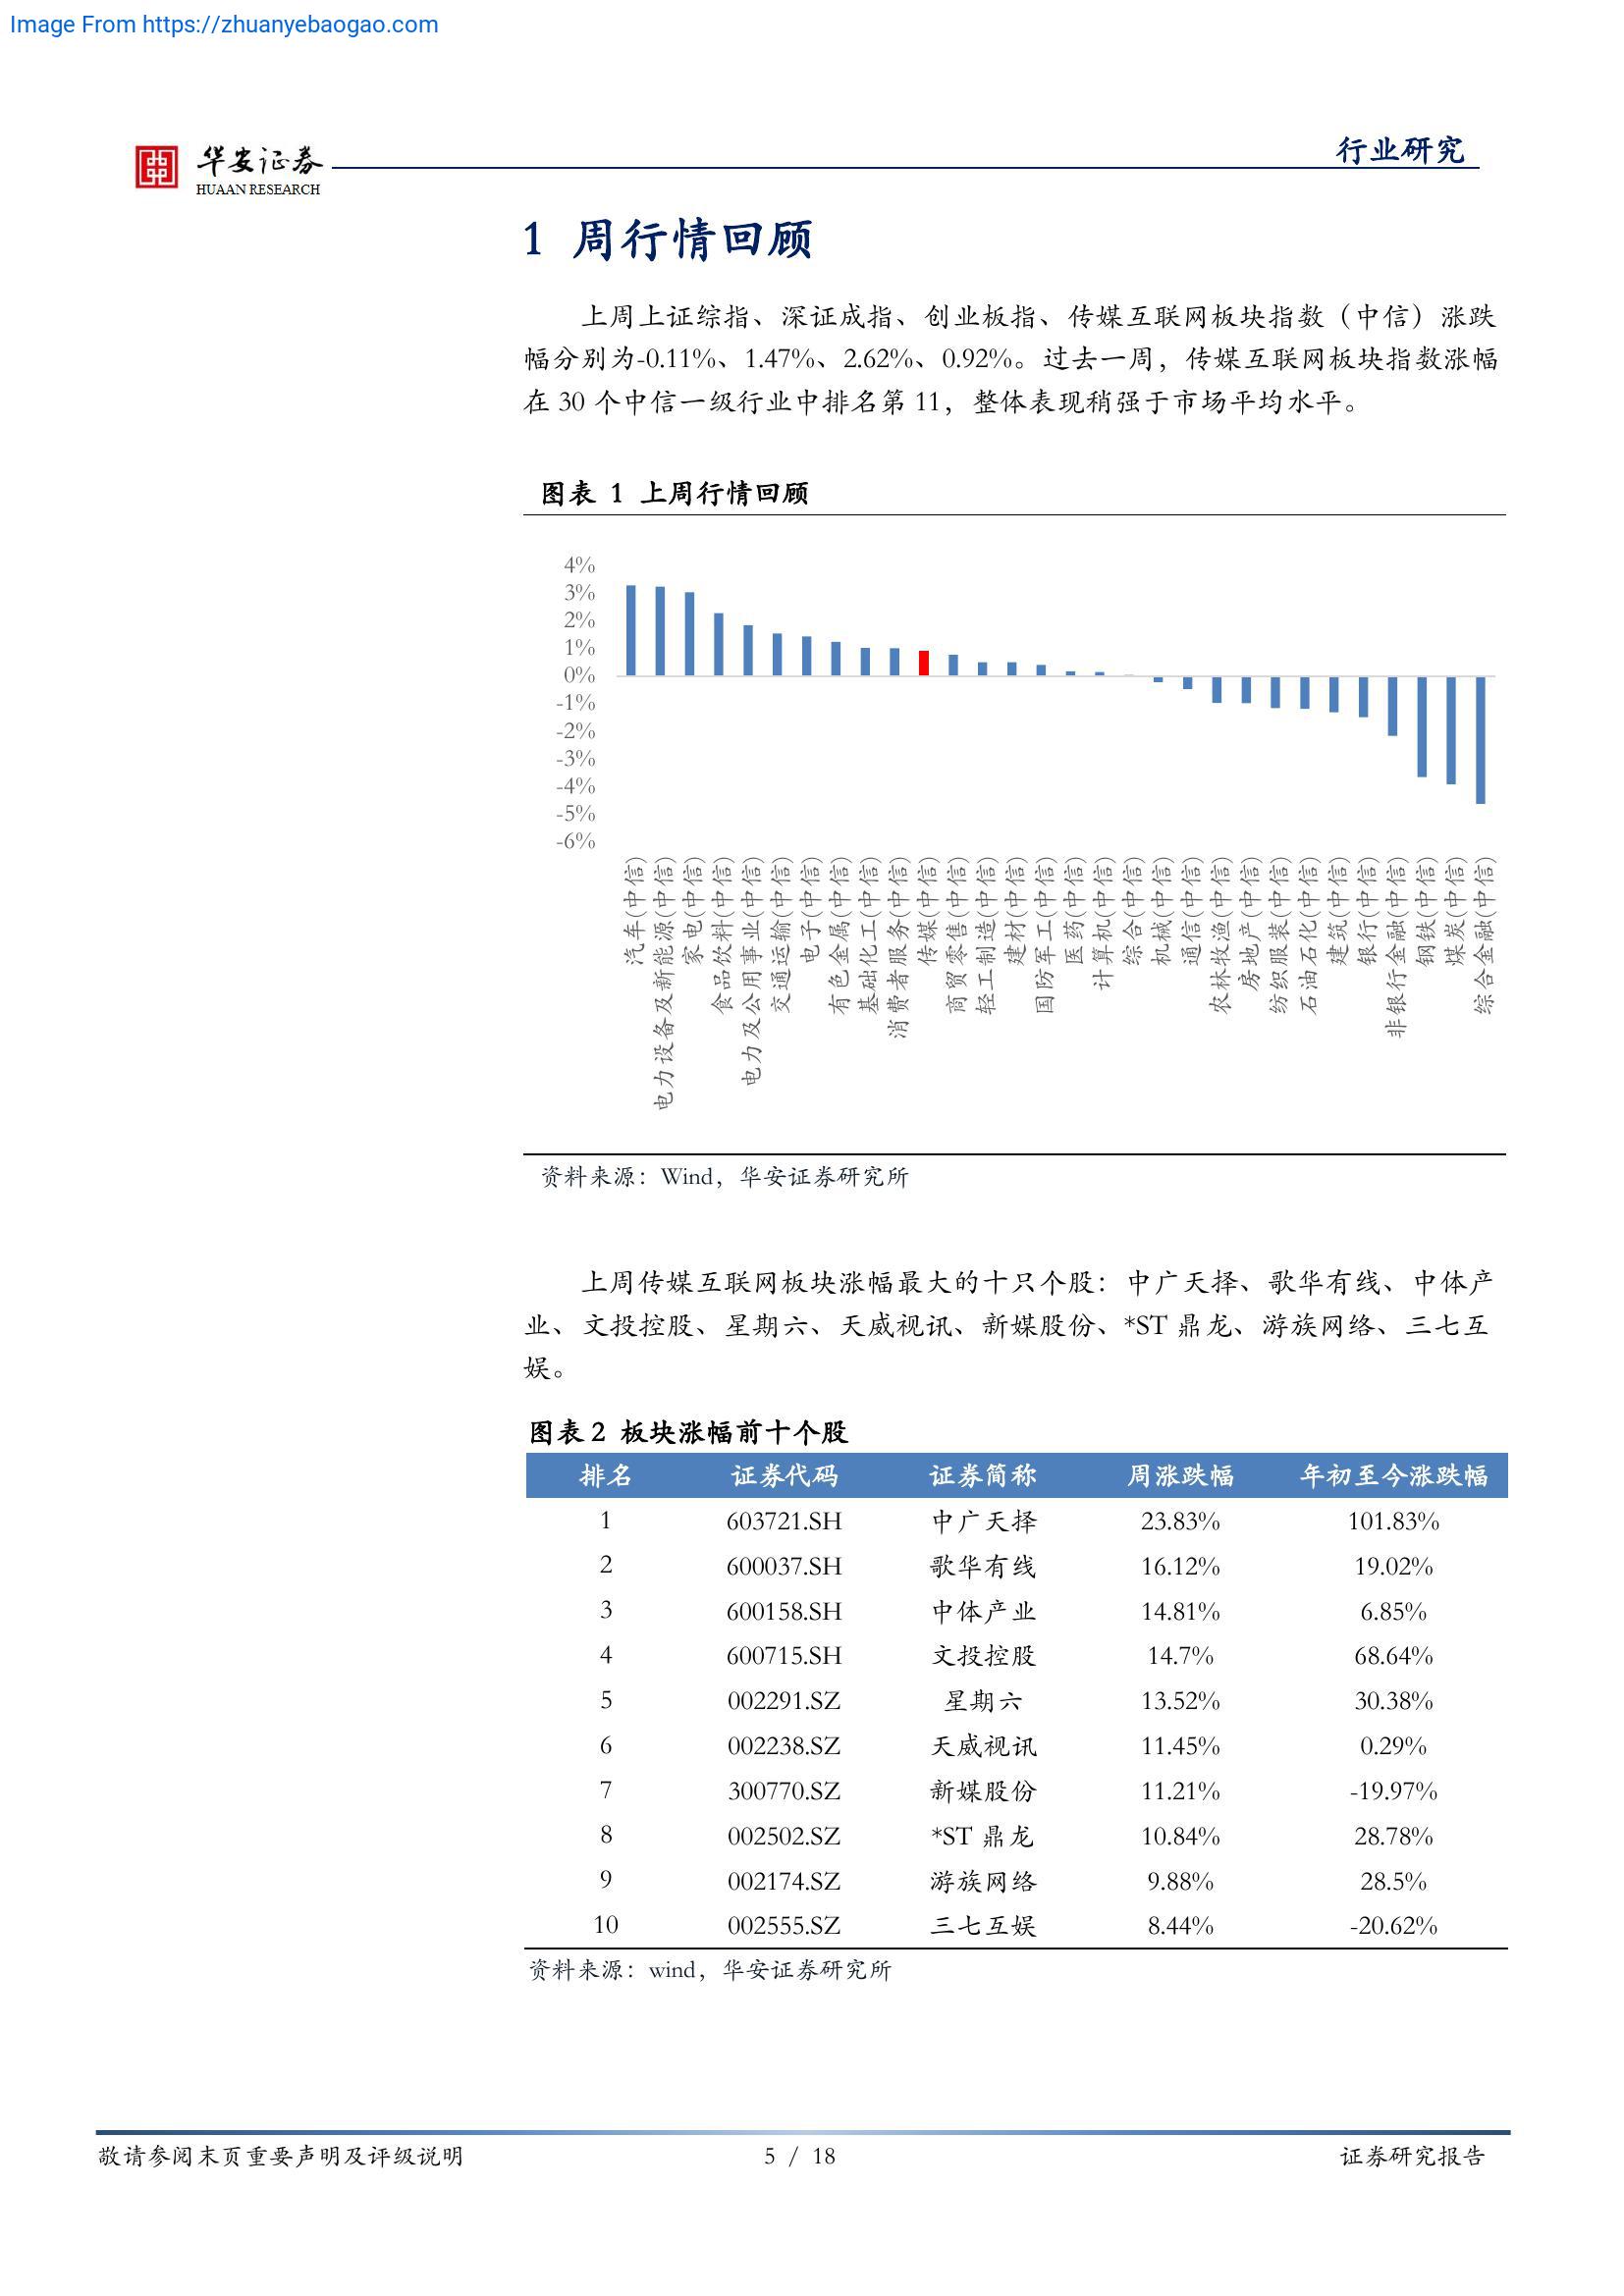 Image From https://zhuanyebaogao.com
华安证券
HUAAN RESEARCH
行业研究
1 周行情回顾
上周上证综指、深证成指、创业板指、传媒互联网板块指数（中信）涨跌
幅分别为-0.11%、1.47%、2.62%、0.92%。过去一周，传媒互联网板块指数涨幅
在 30 个中信一级行业中排名第 11，整体表现稍强于市场平均水平。
图表 1 上周行情回顾
4%
3%
2%
1%
0%
-1%
-2%
-3%
-4%
-5%
-6%
汽车(中信)
电力设备及新能源(中信)
家电(中信)
食品饮料(中信)
电力及公用事业(中信)
交通运输(中信)
电子(中信)
有色金属(中信)
基础化工(中信)
消费者服务(中信)
传媒(中信)
商贸零售(中信)
轻工制造(中信)
建材(中信)
国防军工(中信)
医药(中信)
计算机(中信)
综合(中信)
机械(中信)
通信(中信)
农林牧渔(中信)
房地产(中信)
纺织服装(中信)
石油石化(中信)
建筑(中信)
银行(中信)
非银行金融(中信)
钢铁(中信)
煤炭(中信)
综合金融(中信)
资料来源：Wind，华安证券研究所
上周传媒互联网板块涨幅最大的十只个股：中广天择、歌华有线、中体产
业、文投控股、星期六、天威视讯、新媒股份、*ST 鼎龙、游族网络、三七互
娱。
图表 2 板块涨幅前十个股
排名 证券代码 证券简称 周涨跌幅 年初至今涨跌幅
1 603721.SH 中广天择 23.83% 101.83%
2 600037.SH 歌华有线 16.12% 19.02%
3 600158.SH 中体产业 14.81% 6.85%
4 600715.SH 文投控股 14.7% 68.64%
5 002291.SZ 星期六 13.52% 30.38%
6 002238.SZ 天威视讯 11.45% 0.29%
7 300770.SZ 新媒股份 11.21% -19.97%
8 002502.SZ *ST 鼎龙 10.84% 28.78%
9 002174.SZ 游族网络 9.88% 28.5%
10 002555.SZ 三七互娱 8.44% -20.62%
资料来源：wind，华安证券研究所
敬请参阅末页重要声明及评级说明 5 / 18 证券研究报告